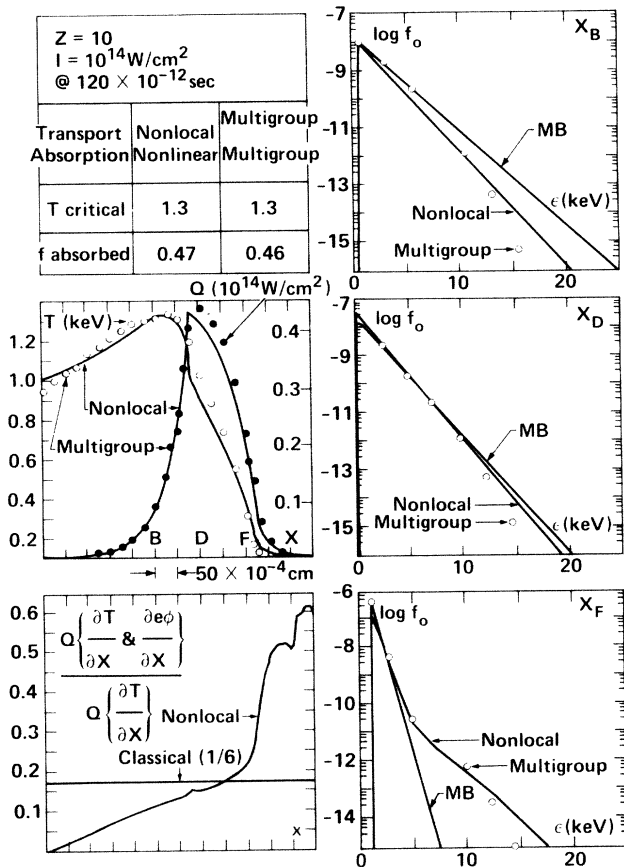 Z = 10
I = 10^14 W/cm^2
@ 120 × 10^-12 sec
Transport Absorption
Nonlocal Nonlinear
Multigroup Multigroup
T critical 1.3 1.3
f absorbed 0.47 0.46
Q (10^14 W/cm^2)
T (keV)
1.2
1.0
0.8
0.6
0.4
0.2
0.4
0.3
0.2
0.1
Nonlocal
Multigroup
B D F X
50 × 10^-4 cm
0.6
0.5
0.4
0.3
0.2
0.1
Q{∂T/∂X & ∂eϕ/∂X}
Q{∂T/∂X}
Nonlocal
Classical (1/6)
x
-7
-9
-12
-13
-15
log f_o
X_B
MB
ϵ(keV)
Nonlocal
Multigroup
0 10 20
-7
-8
-10
-12
-13
-15
log f_o
X_D
MB
Nonlocal
Multigroup
ϵ(keV)
0 10 20
-6
-8
-10
-12
-14
-15
log f_o
X_F
Nonlocal
Multigroup
MB
ϵ(keV)
0 10 20